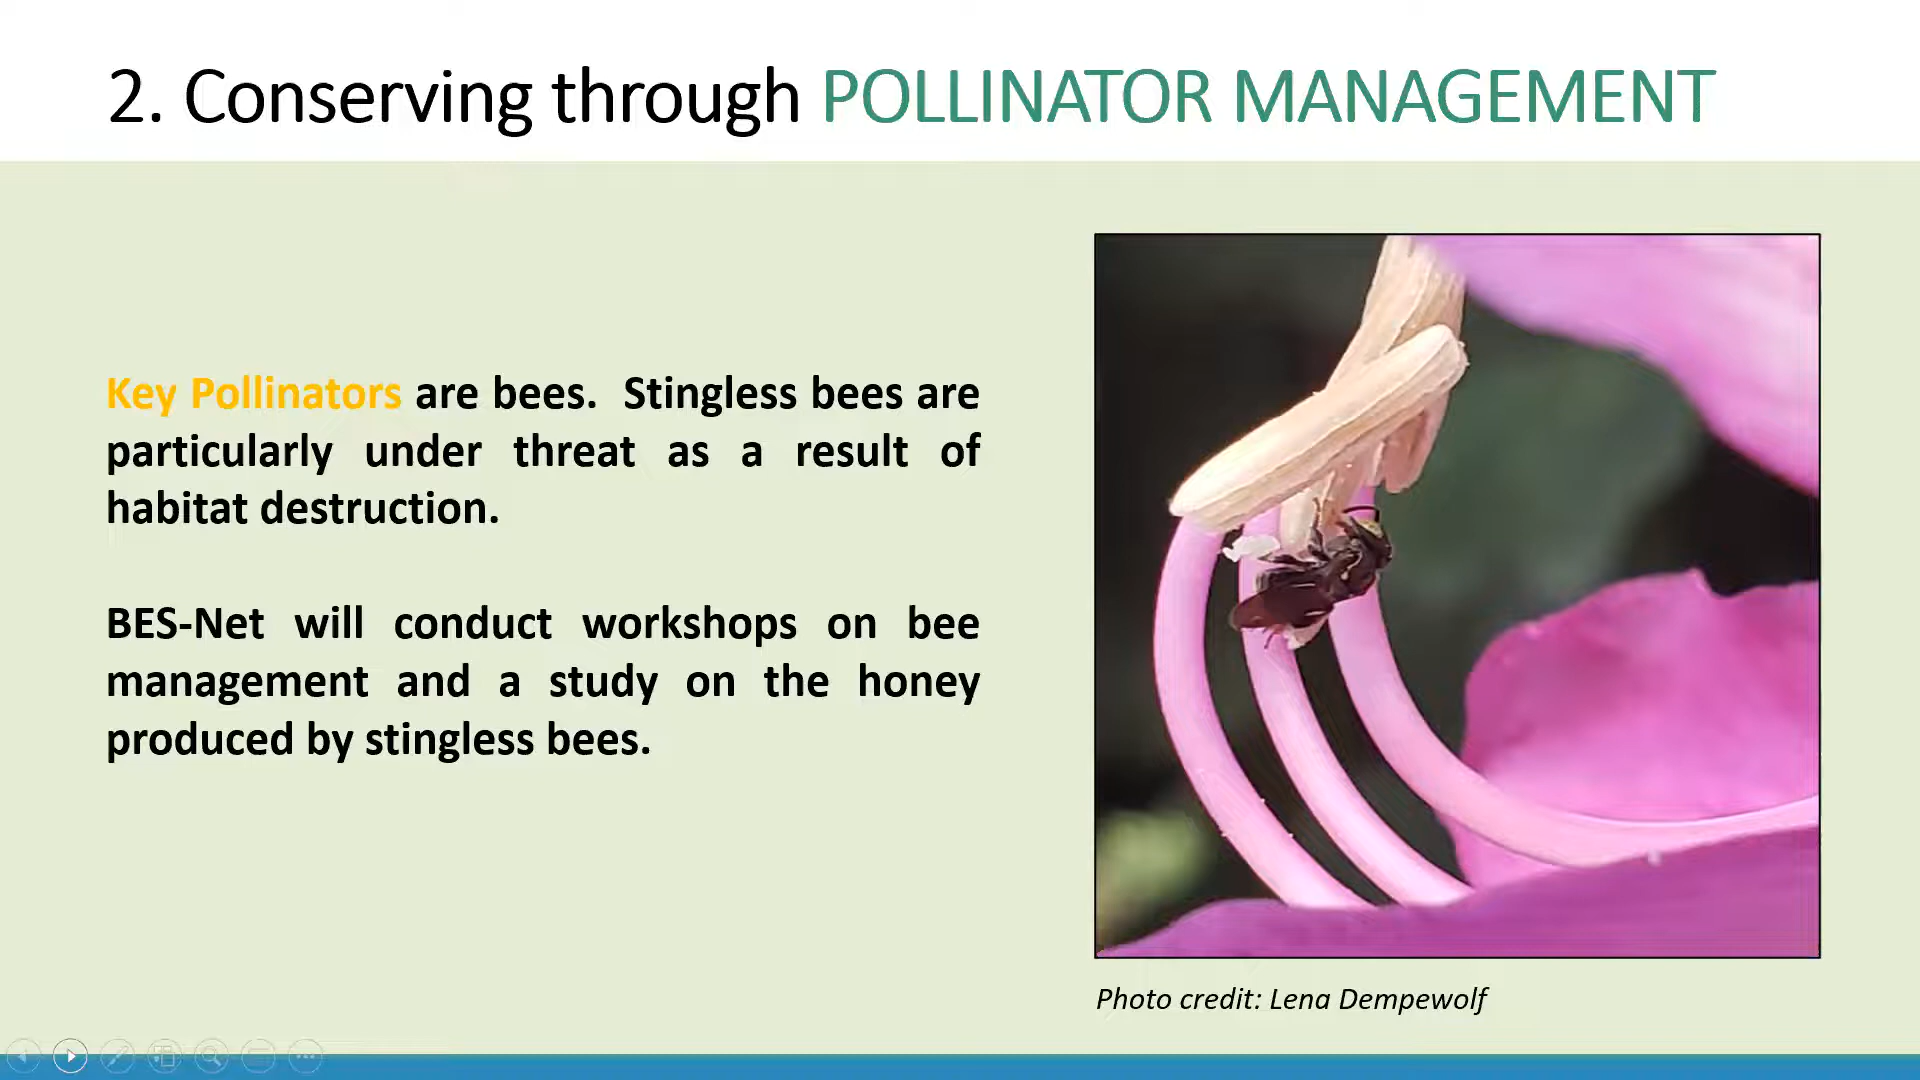 2. Conserving through POLLINATOR MANAGEMENT
Key Pollinators are bees.  Stingless bees are
particularly under threat as a result of
habitat destruction.
BES-Net will conduct workshops on bee
management and a study on the honey
produced by stingless bees.
Photo credit: Lena Dempewolf